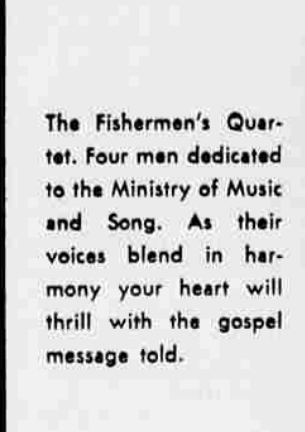 The Fishermen's Quar-
tet. Four men dedicated
to the Ministry of Music
and Song. As their
voices blend in har-
mony your heart will
thrill with the gospel
message told.